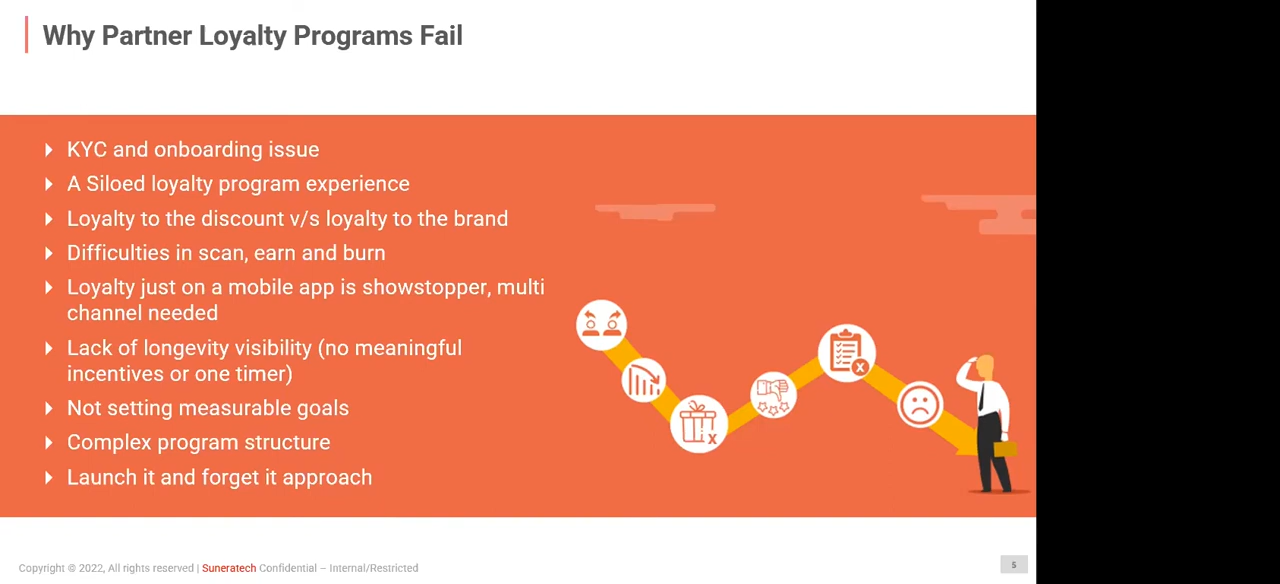 Why Partner Loyalty Programs Fail
KYC and onboarding issue
A Siloed loyalty program experience
Loyalty to the discount v/s loyalty to the brand
Difficulties in scan, earn and burn
Loyalty just on a mobile app is showstopper, multi
channel needed
Lack of longevity visibility (no meaningful
incentives or one timer)
Not setting measurable goals
Complex program structure
Launch it and forget it approach
x
x
Copyright © 2022, All rights reserved | Suneratech Confidential – Internal/Restricted
5